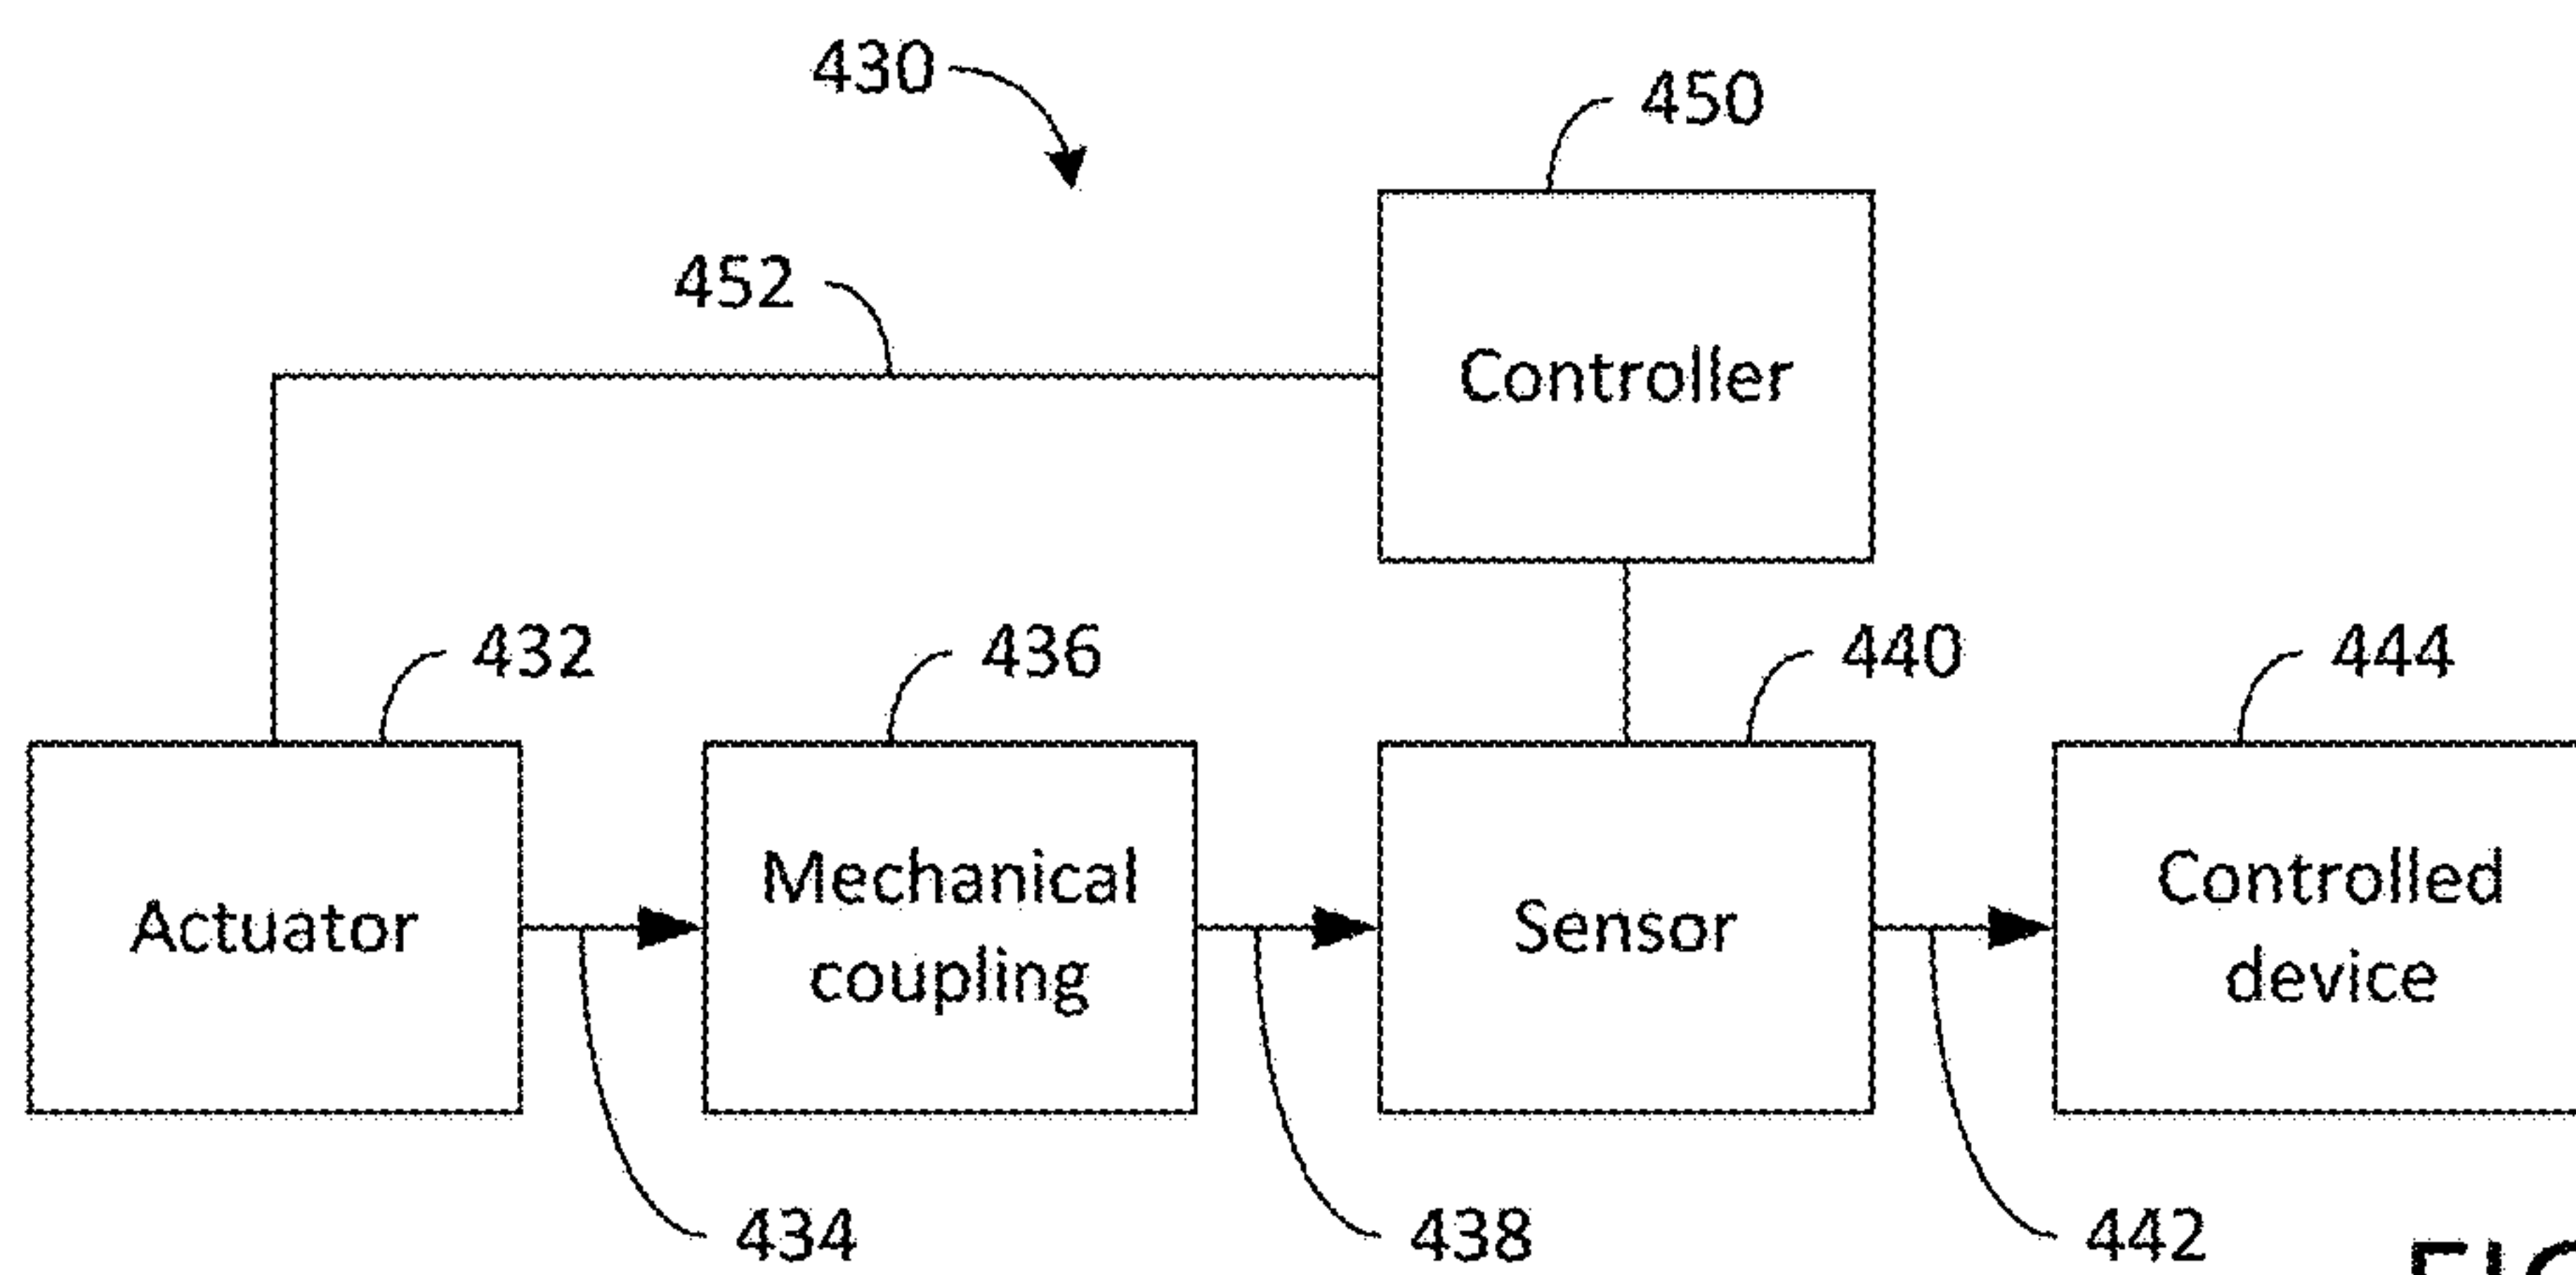 430
450
452
Controller
432
436
440
444
Actuator
Mechanical
coupling
Sensor
Controlled
device
434
438
442